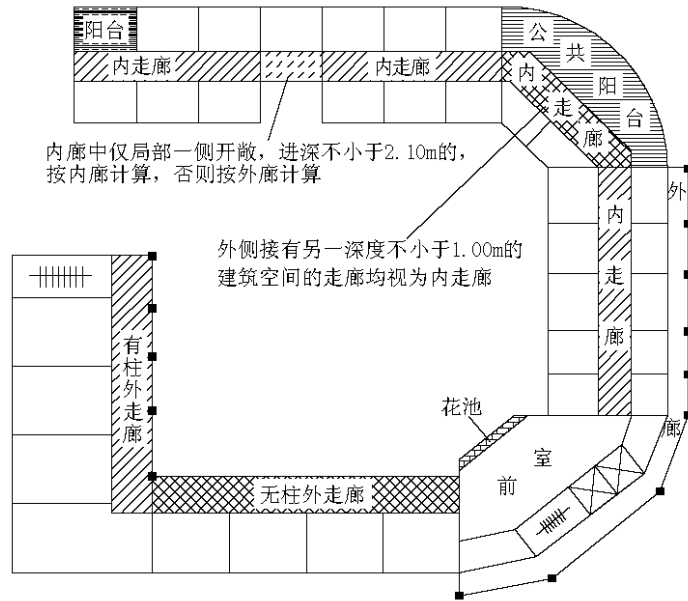 阳台
内走廊
内走廊
公共阳台
内走廊
内廊中仅局部一侧开敞，进深不小于2.10m的，
按内廊计算，否则按外廊计算
外侧接有另一深度不小于1.00m的
建筑空间的走廊均视为内走廊
内走廊
外廊
有柱外走廊
花池
前室
无柱外走廊